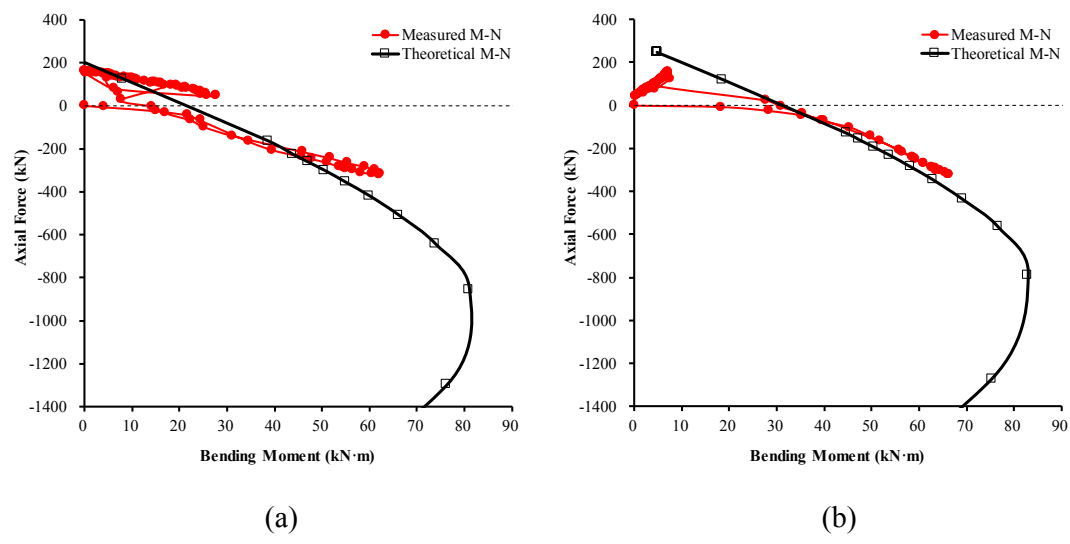 400
200
0
-200
-400
-600
-800
-1000
-1200
-1400
0 10 20 30 40 50 60 70 80 90
Axial Force (kN)
Bending Moment (kN·m)
Measured M-N
Theoretical M-N
(a)
400
200
0
-200
-400
-600
-800
-1000
-1200
-1400
0 10 20 30 40 50 60 70 80 90
Axial Force (kN)
Bending Moment (kN·m)
Measured M-N
Theoretical M-N
(b)